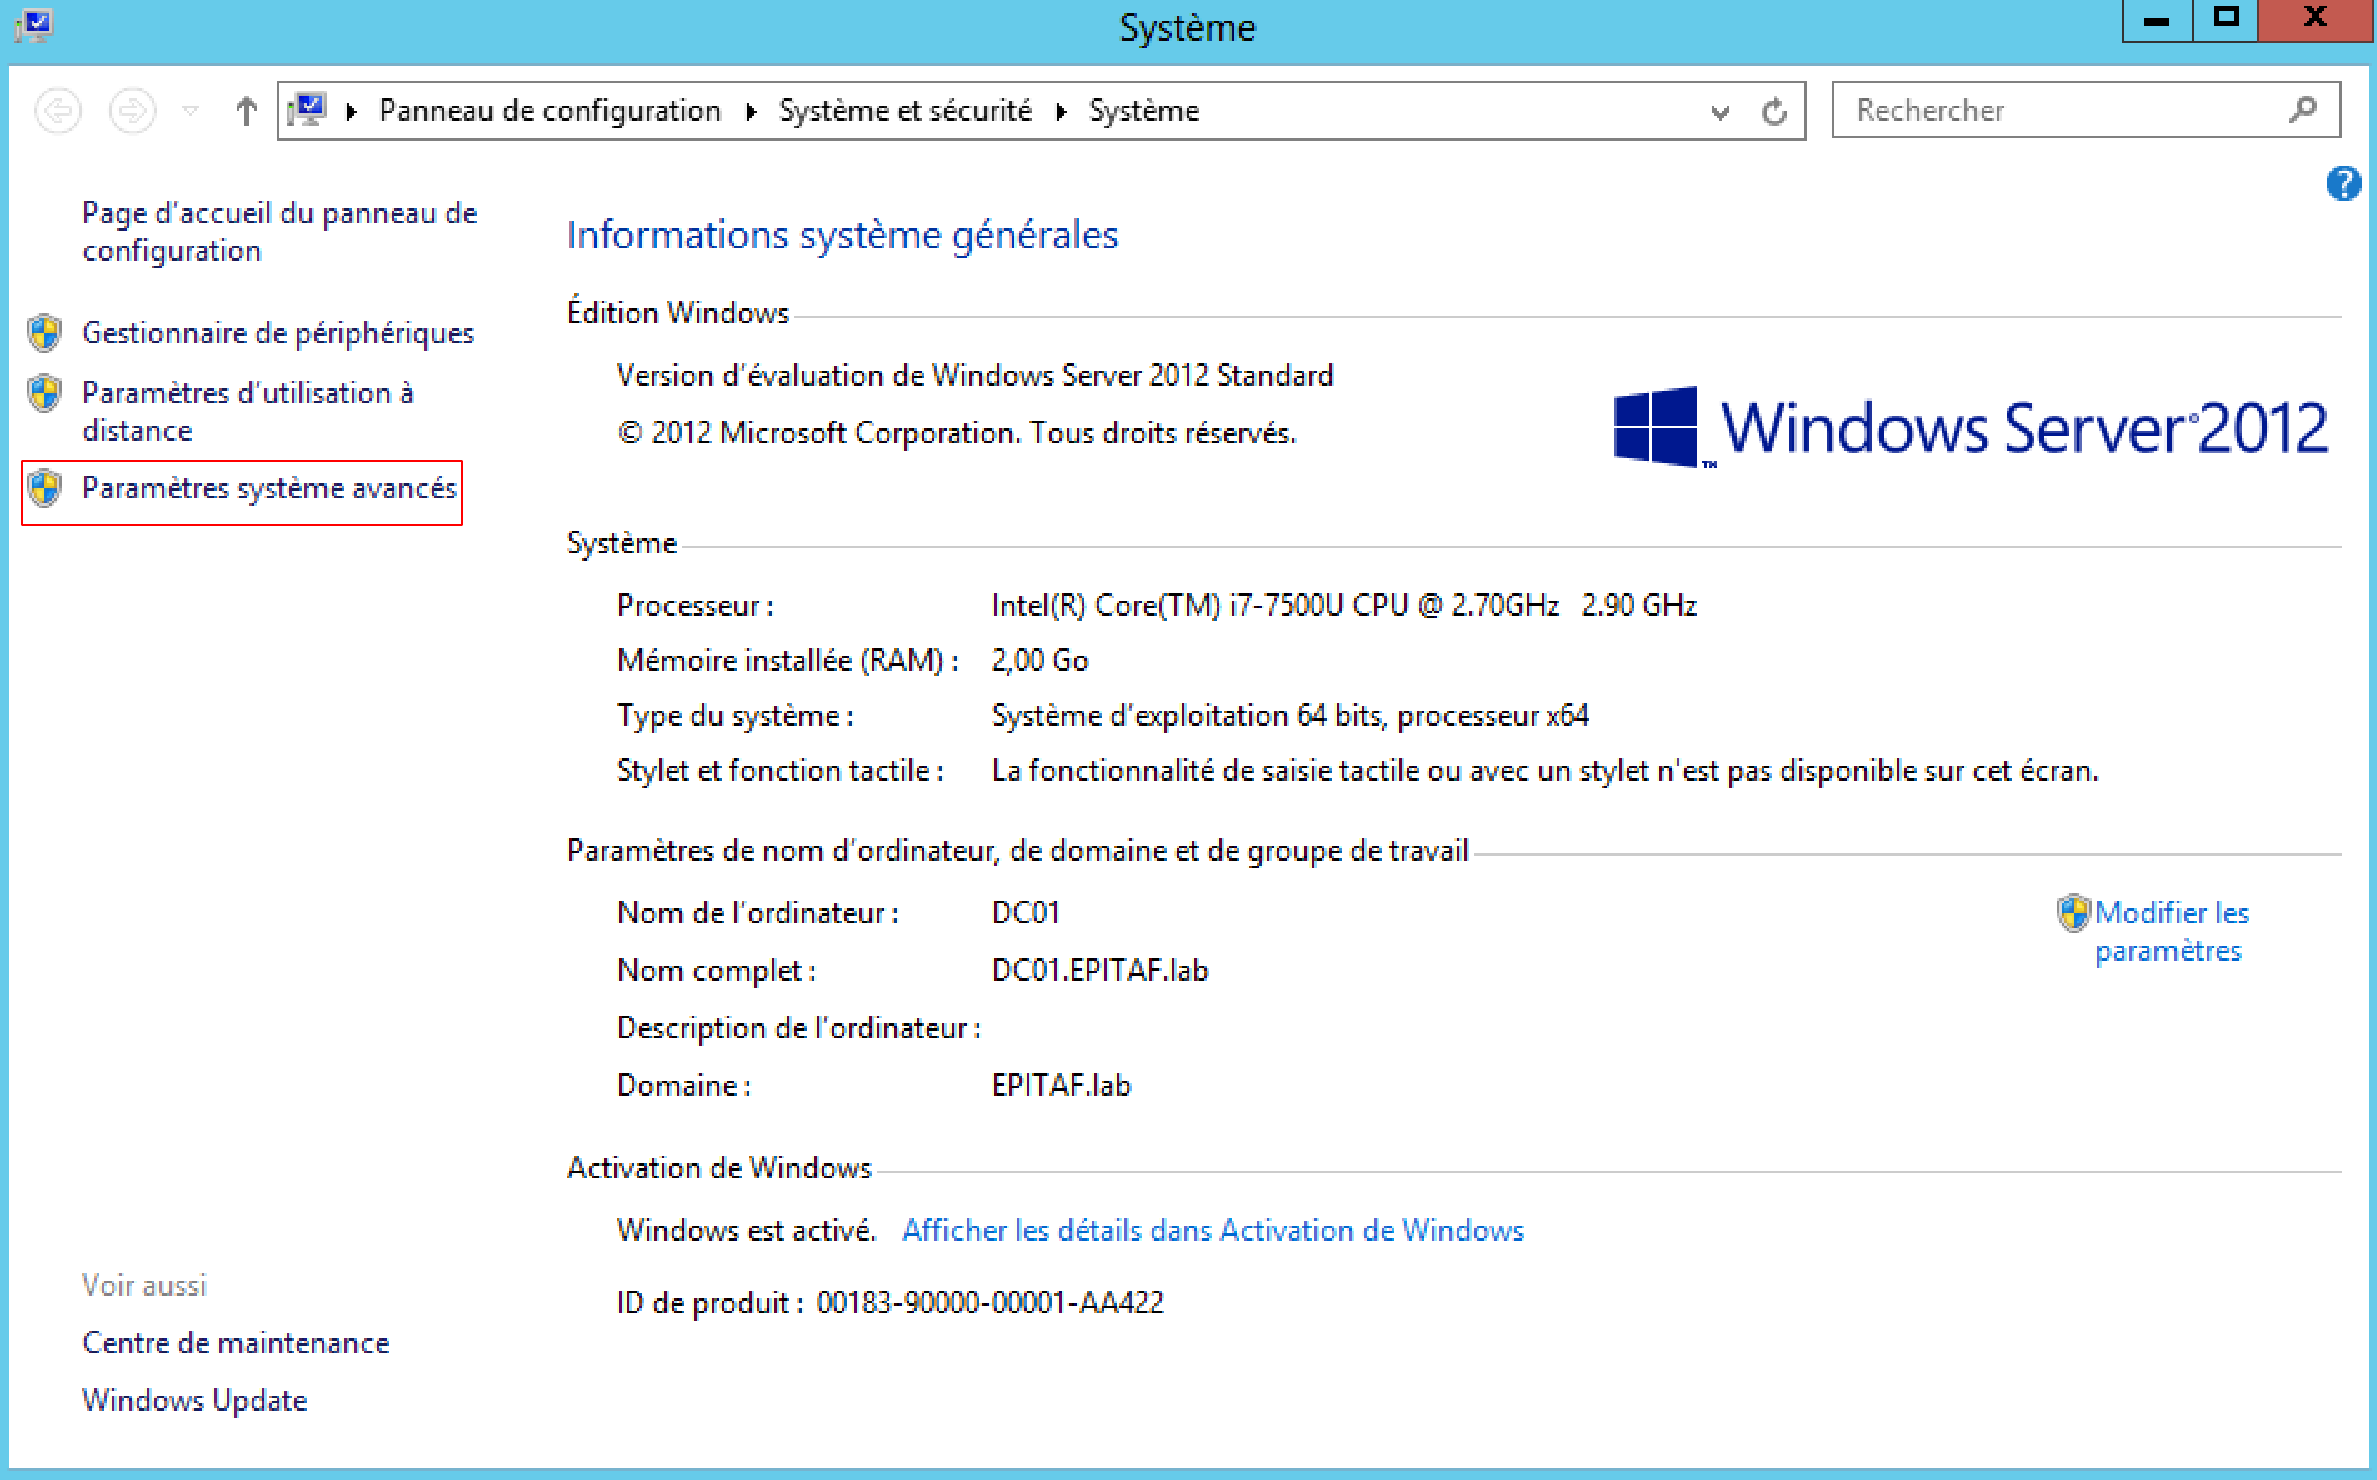 Système
Panneau de configuration Système et sécurité Système
Rechercher
Page d'accueil du panneau de
configuration
Gestionnaire de périphériques
Paramètres d'utilisation à
distance
Paramètres système avancés
Informations système générales
Édition Windows
Version d'évaluation de Windows Server 2012 Standard
© 2012 Microsoft Corporation. Tous droits réservés.
Windows Server 2012
Système
Processeur : Intel(R) Core(TM) i7-7500U CPU @ 2.70GHz 2.90 GHz
Mémoire installée (RAM) : 2,00 Go
Type du système : Système d'exploitation 64 bits, processeur x64
Stylet et fonction tactile : La fonctionnalité de saisie tactile ou avec un stylet n'est pas disponible sur cet écran.
Paramètres de nom d'ordinateur, de domaine et de groupe de travail
Nom de l'ordinateur : DC01
Modifier les
paramètres
Nom complet : DC01.EPITAF.lab
Description de l'ordinateur :
Domaine : EPITAF.lab
Activation de Windows
Windows est activé. Afficher les détails dans Activation de Windows
ID de produit : 00183-90000-00001-AA422
Voir aussi
Centre de maintenance
Windows Update